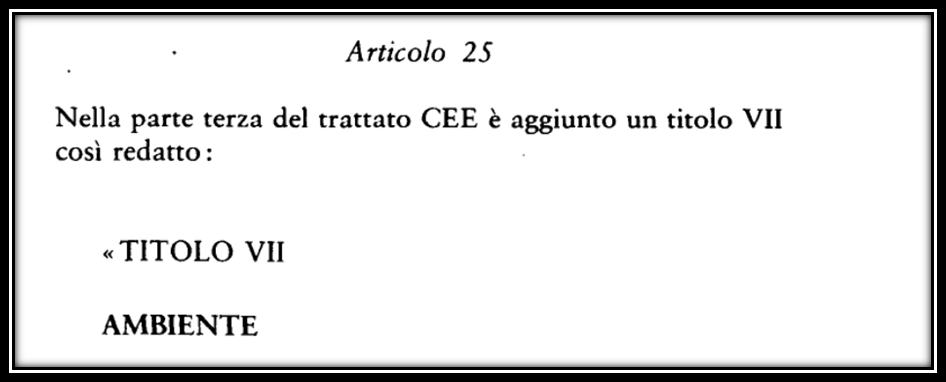 Articolo 25
Nella parte terza del trattato CEE è aggiunto un titolo VII
così redatto :
« TITOLO VII
AMBIENTE